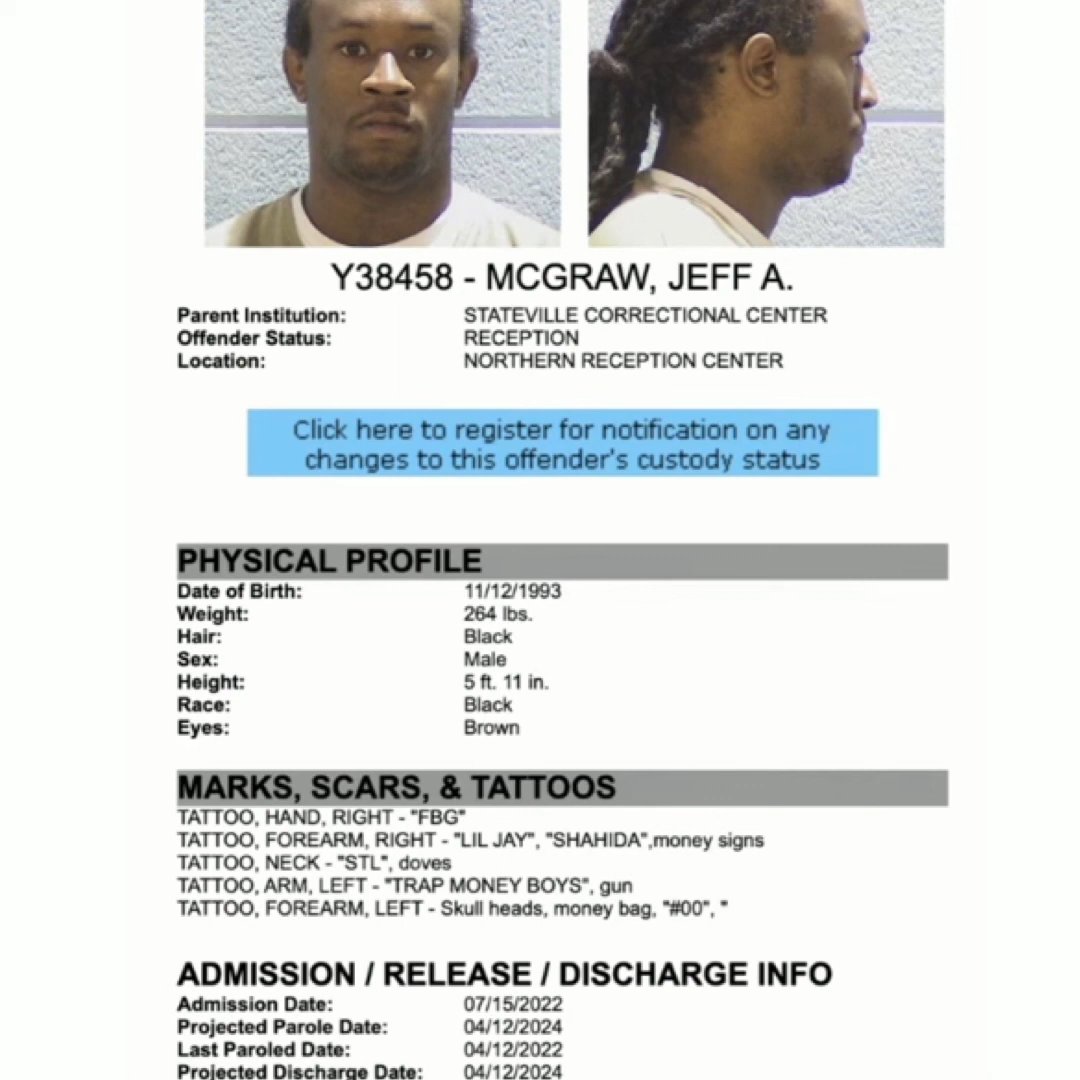 Y38458 - MCGRAW, JEFF A.
Parent Institution: STATEVILLE CORRECTIONAL CENTER
Offender Status: RECEPTION
Location: NORTHERN RECEPTION CENTER
Click here to register for notification on any
changes to this offender's custody status
PHYSICAL PROFILE
Date of Birth: 11/12/1993
Weight: 264 lbs.
Hair: Black
Sex: Male
Height: 5 ft. 11 in.
Race: Black
Eyes: Brown
MARKS, SCARS, & TATTOOS
TATTOO, HAND, RIGHT - "FBG"
TATTOO, FOREARM, RIGHT - "LIL JAY", "SHAHIDA",money signs
TATTOO, NECK - "STL", doves
TATTOO, ARM, LEFT - "TRAP MONEY BOYS", gun
TATTOO, FOREARM, LEFT - Skull heads, money bag, "#00", "
ADMISSION / RELEASE / DISCHARGE INFO
Admission Date: 07/15/2022
Projected Parole Date: 04/12/2024
Last Paroled Date: 04/12/2022
Projected Discharge Date: 04/12/2024